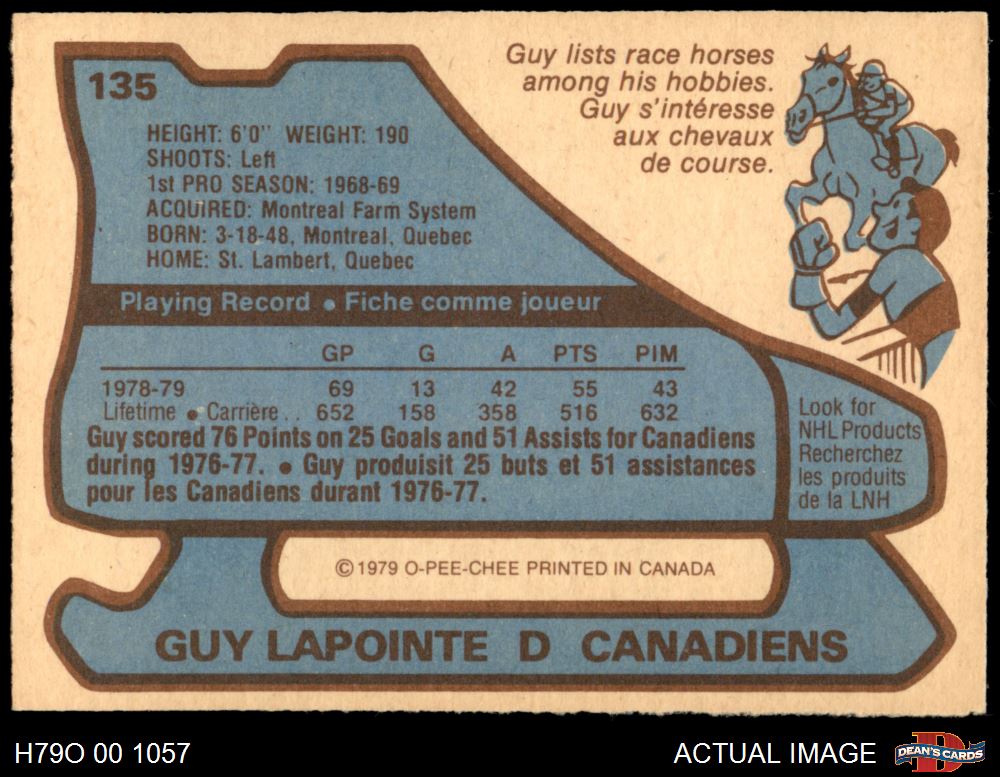 135
Guy lists race horses
among his hobbies.
Guy s'intéresse
aux chevaux
de course.
HEIGHT: 6'0" WEIGHT: 190
SHOOTS: Left
1st PRO SEASON: 1968-69
ACQUIRED: Montreal Farm System
BORN: 3-18-48, Montreal, Quebec
HOME: St. Lambert, Quebec
Playing Record • Fiche comme joueur
GP G A PTS PIM
1978-79 69 13 42 55 43
Lifetime • Carrière . . 652 158 358 516 632
Guy scored 76 Points on 25 Goals and 51 Assists for Canadiens
during 1976-77. • Guy produisit 25 buts et 51 assistances
pour les Canadiens durant 1976-77.
Look for
NHL Products
Recherchez
les produits
de la LNH
©1979 O-PEE-CHEE PRINTED IN CANADA
GUY LAPOINTE D CANADIENS
H79O 00 1057
ACTUAL IMAGE
D
DEAN'S CARDS